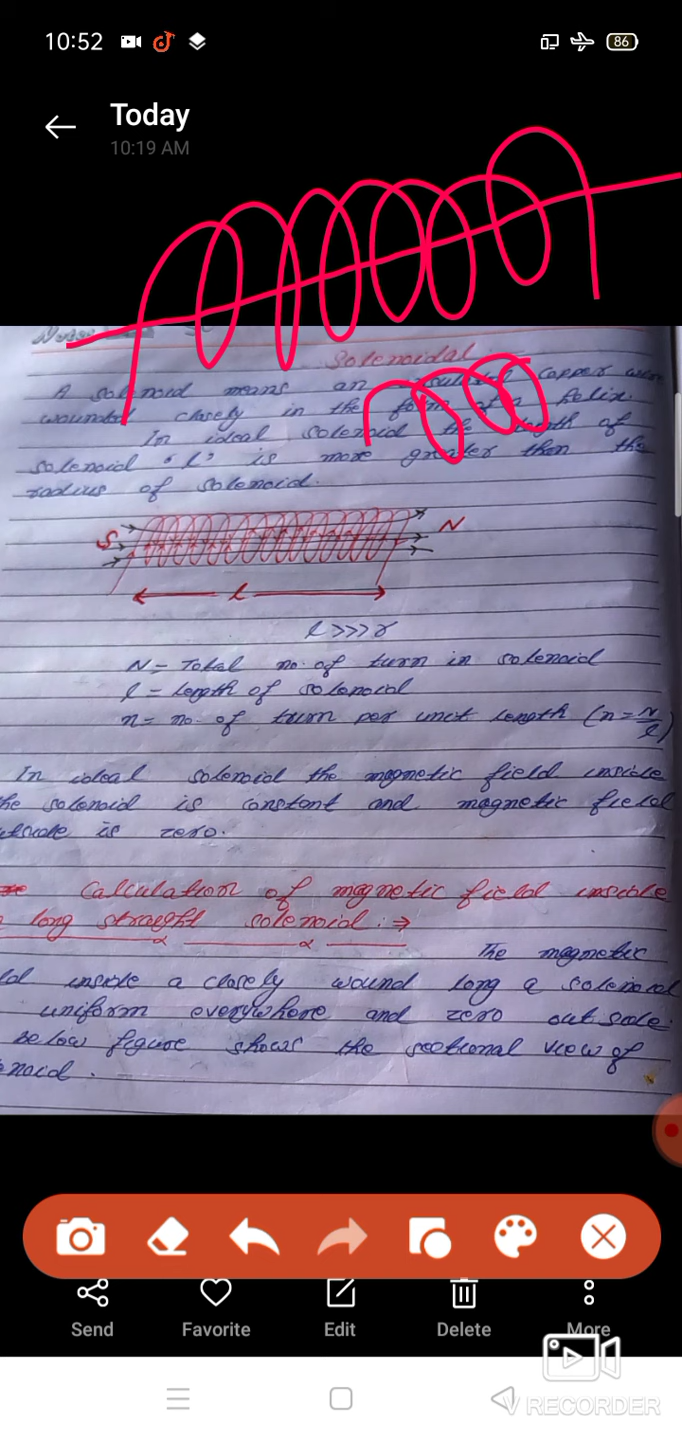 10:52
86
Today
10:19 AM
Notes
Solenoidal
A solenoid means an insulated copper wire
wounded closely in the form of a helix.
In ideal solenoid the length of
solenoid 'l' is more greater then the
radius of solenoid.
S N
l
l >>> r
N = Total no. of turn in solenoid
l = length of solenoid
n = no. of turn per unit length (n = N/l)
In ideal solenoid the magnetic field inside
the solenoid is constant and magnetic field
outside is zero.
Calculation of magnetic field inside
long straight solenoid :⇒
The magnetic
ld inside a closely wound long a solenoid
uniform everywhere and zero outside.
Below figure shows the sectional view of
enoid.
Send Favorite Edit Delete More
V RECORDER